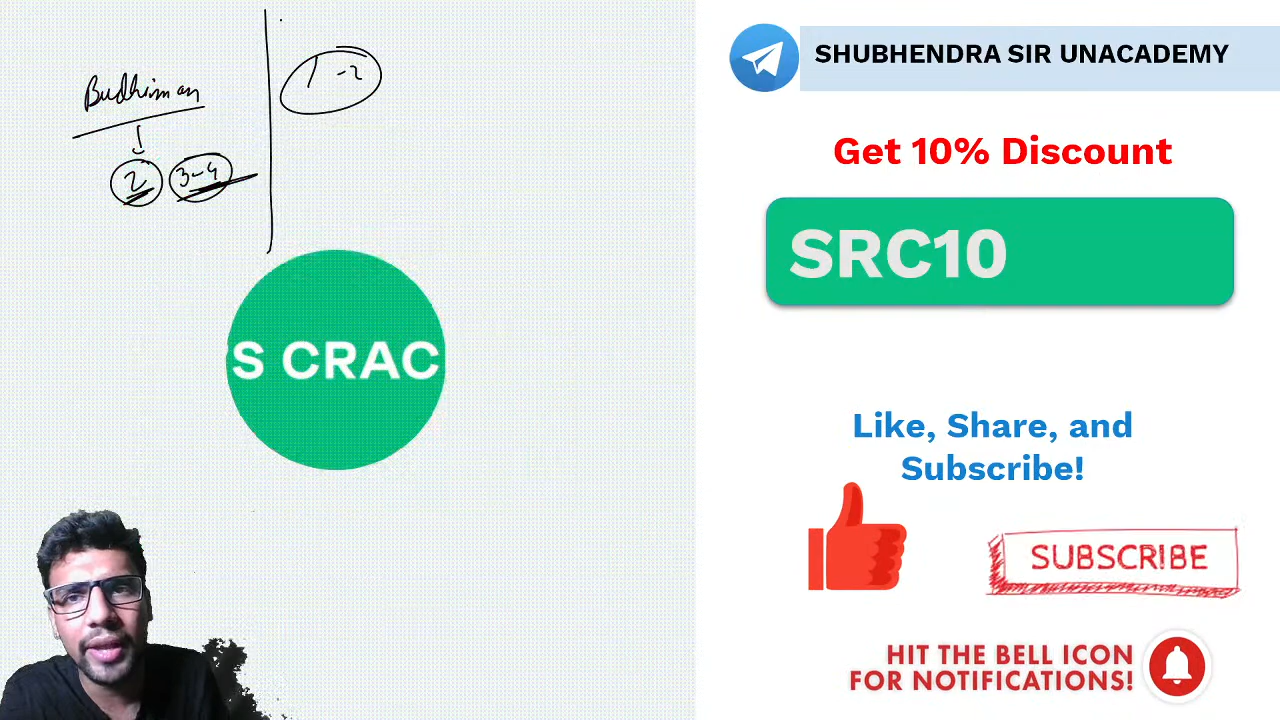 Budhiman
2 3-4
1-2
S CRAC
SHUBHENDRA SIR UNACADEMY
Get 10% Discount
SRC10
Like, Share, and
Subscribe!
SUBSCRIBE
HIT THE BELL ICON
FOR NOTIFICATIONS!